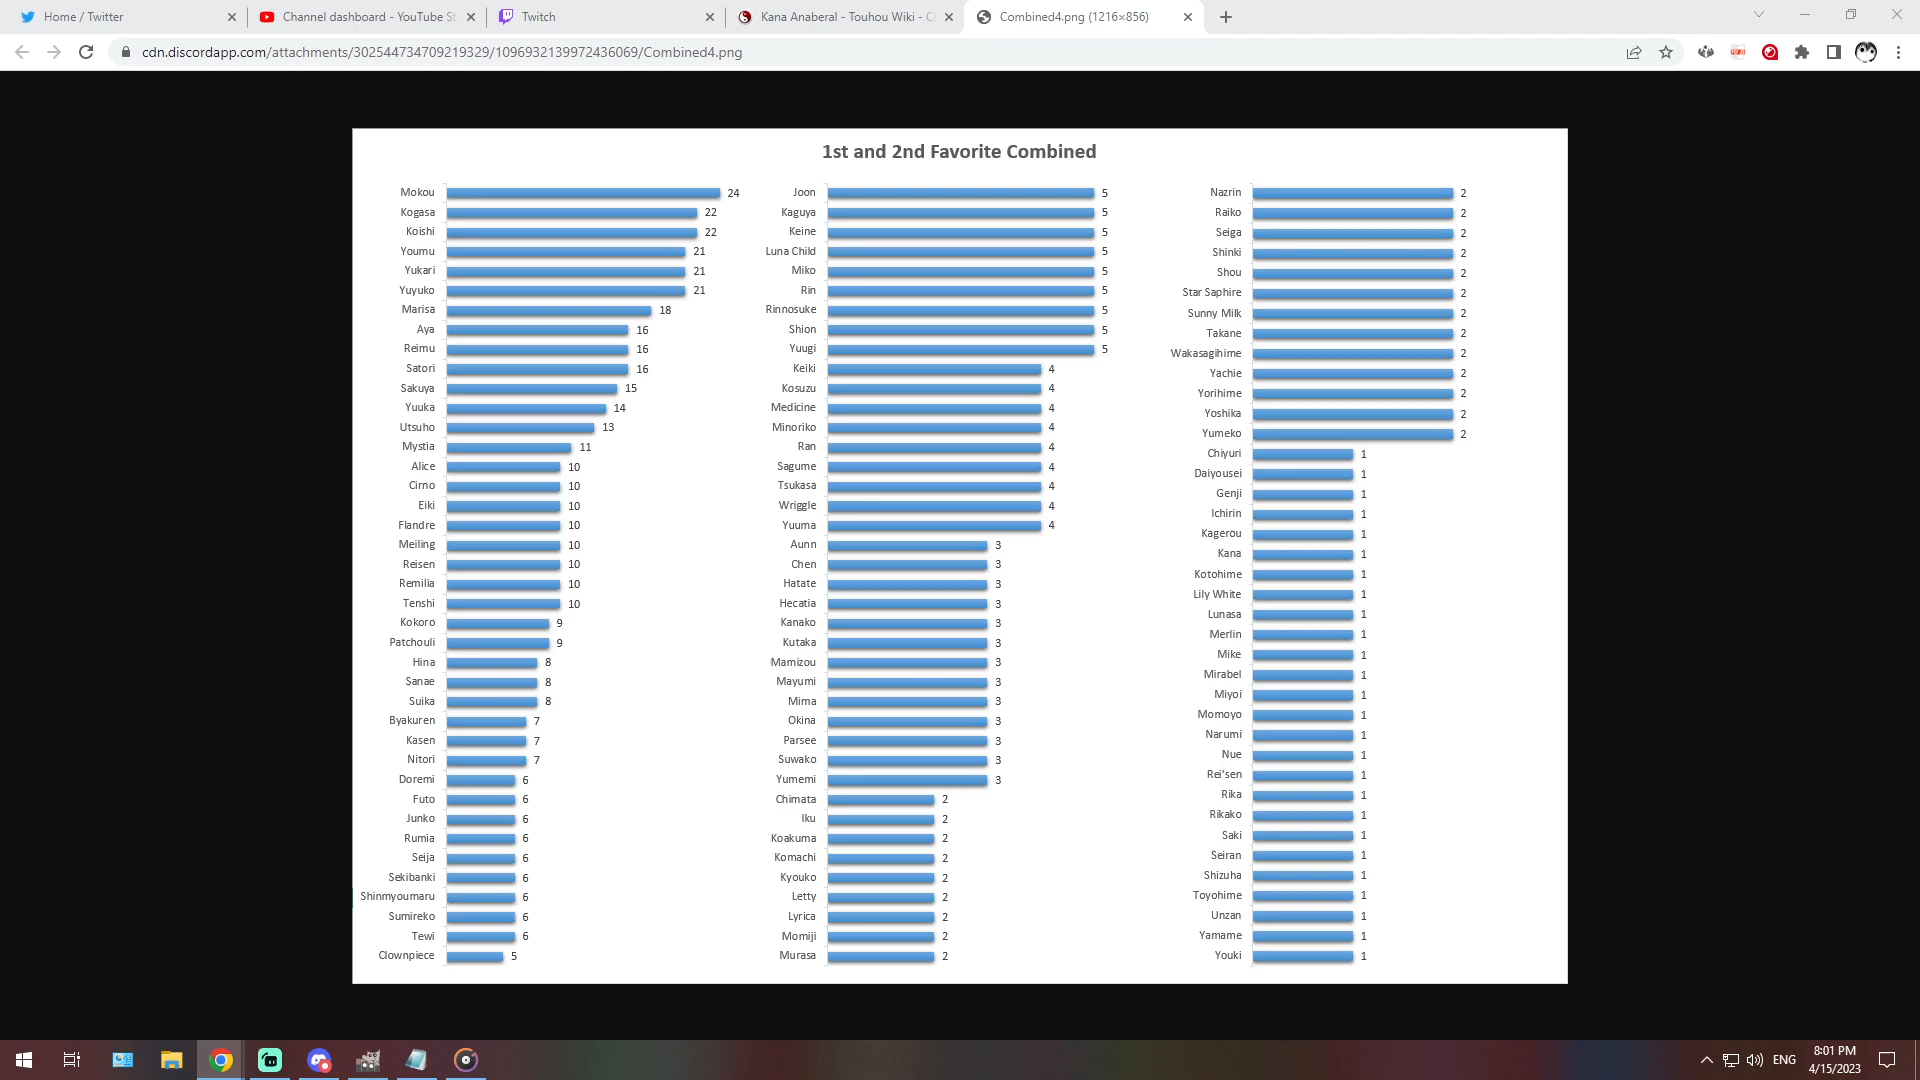 Home / Twitter
Channel dashboard - YouTube St
Twitch
Kana Anaberal - Touhou Wiki - C
Combined4.png (1216×856)
cdn.discordapp.com/attachments/302544734709219329/1096932139972436069/Combined4.png
1st and 2nd Favorite Combined
Mokou 24
Kogasa 22
Koishi 22
Youmu 21
Yukari 21
Yuyuko 21
Marisa 18
Aya 16
Reimu 16
Satori 16
Sakuya 15
Yuuka 14
Utsuho 13
Mystia 11
Alice 10
Cirno 10
Eiki 10
Flandre 10
Meiling 10
Reisen 10
Remilia 10
Tenshi 10
Kokoro 9
Patchouli 9
Hina 8
Sanae 8
Suika 8
Byakuren 7
Kasen 7
Nitori 7
Doremi 6
Futo 6
Junko 6
Rumia 6
Seija 6
Sekibanki 6
Shinmyoumaru 6
Sumireko 6
Tewi 6
Clownpiece 5
Joon 5
Kaguya 5
Keine 5
Luna Child 5
Miko 5
Rin 5
Rinnosuke 5
Shion 5
Yuugi 5
Keiki 4
Kosuzu 4
Medicine 4
Minoriko 4
Ran 4
Sagume 4
Tsukasa 4
Wriggle 4
Yuuma 4
Aunn 3
Chen 3
Hatate 3
Hecatia 3
Kanako 3
Kutaka 3
Mamizou 3
Mayumi 3
Mima 3
Okina 3
Parsee 3
Suwako 3
Yumemi 3
Chimata 2
Iku 2
Koakuma 2
Komachi 2
Kyouko 2
Letty 2
Lyrica 2
Momiji 2
Murasa 2
Nazrin 2
Raiko 2
Seiga 2
Shinki 2
Shou 2
Star Saphire 2
Sunny Milk 2
Takane 2
Wakasagihime 2
Yachie 2
Yorihime 2
Yoshika 2
Yumeko 2
Chiyuri 1
Daiyousei 1
Genji 1
Ichirin 1
Kagerou 1
Kana 1
Kotohime 1
Lily White 1
Lunasa 1
Merlin 1
Mike 1
Mirabel 1
Miyoi 1
Momoyo 1
Narumi 1
Nue 1
Rei'sen 1
Rika 1
Rikako 1
Saki 1
Seiran 1
Shizuha 1
Toyohime 1
Unzan 1
Yamame 1
Youki 1
ENG
8:01 PM
4/15/2023